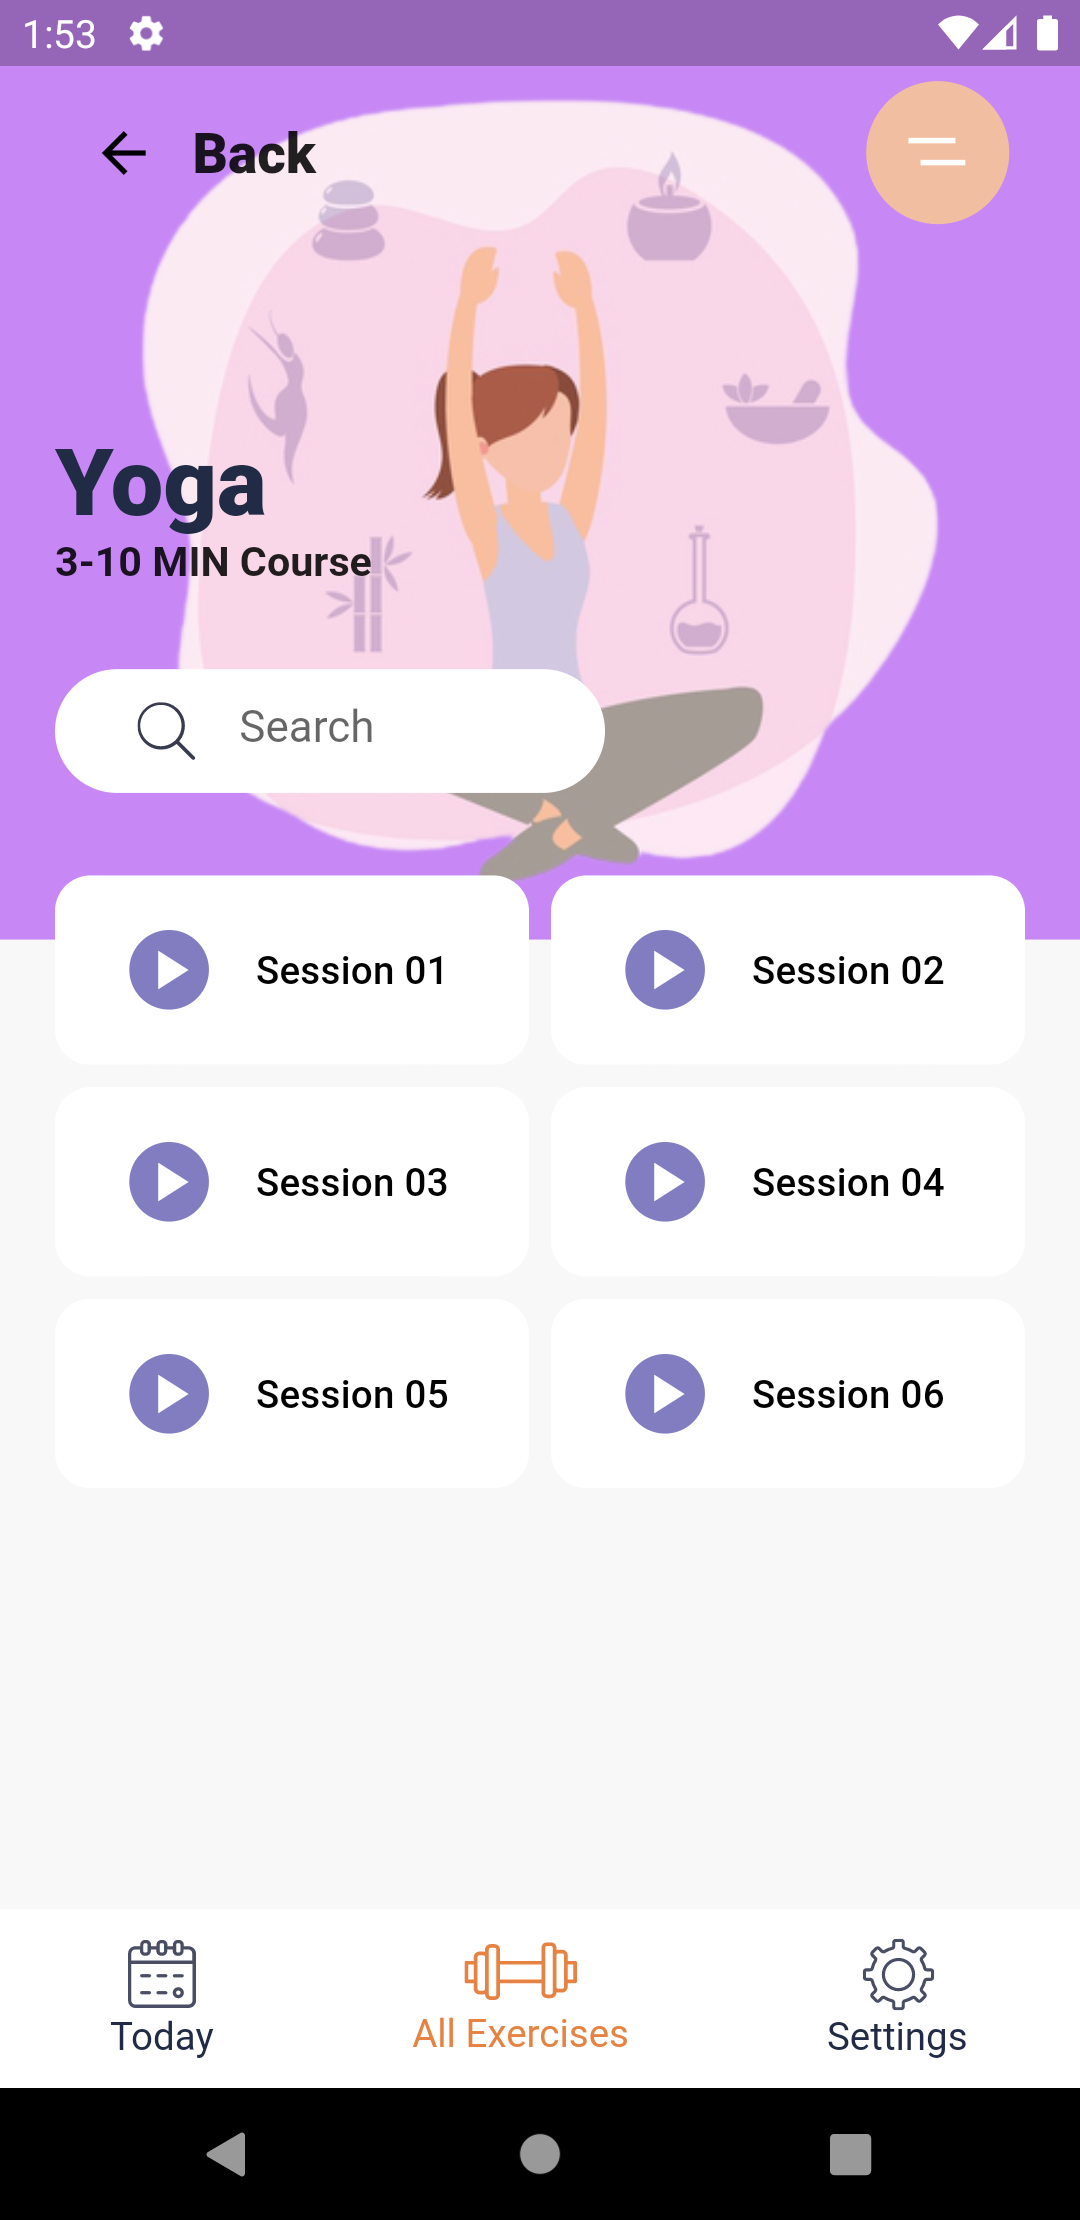 1:53
Back
Yoga
3-10 MIN Course
Search
Session 01
Session 02
Session 03
Session 04
Session 05
Session 06
Today
All Exercises
Settings